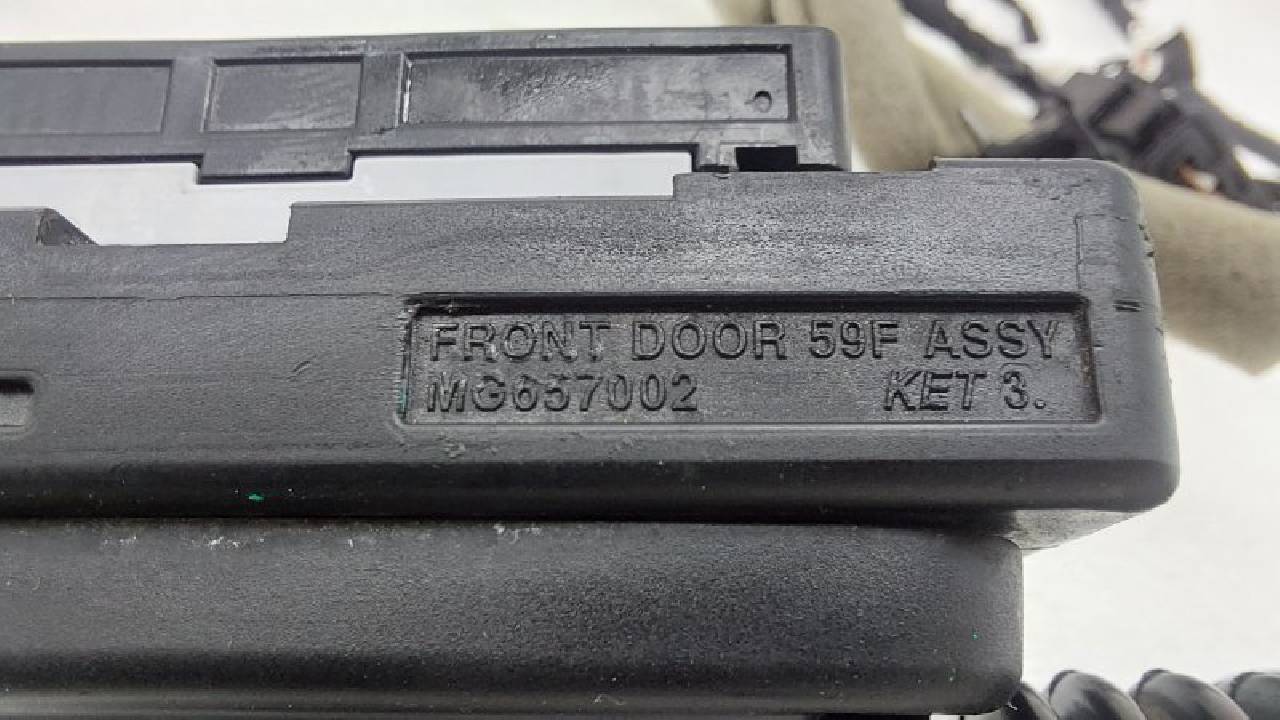 FRONT DOOR 59F ASSY
MG657002 KET 3.